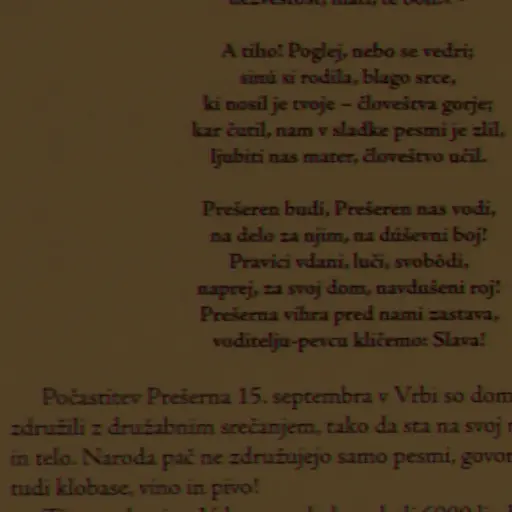 A tiho! Poglej, nebo se vedri;
sinú si rodila, blago srce,
ki nosil je tvoje – človeštva gorje;
kar čutil, nam v sladke pesmi je zlil,
ljubiti nas mater, človeštvo učil.
Prešeren budi, Prešeren nas vodi,
na delo za njim, na dúševni boj!
Pravici vdani, luči, svobôdi,
naprej, za svoj dom, navdušeni roj!
Prešerna vihra pred nami zastava,
voditelju-pevcu kličemo: Slava!
Počastitev Prešerna 15. septembra v Vrbi so dom
združili z družabnim srečanjem, tako da sta na svoj
in telo. Naroda pač ne združujejo samo pesmi, govor
tudi klobase, vino in pivo!